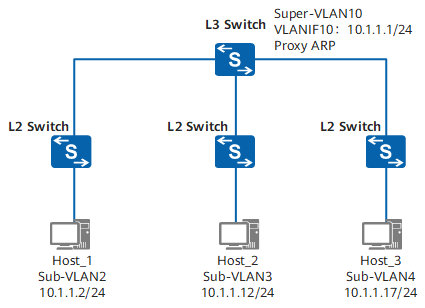 Super-VLAN10
L3 Switch
VLANIF10：10.1.1.1/24
Proxy ARP
S
L2 Switch
L2 Switch
L2 Switch
S
S
S
Host_1
Host_2
Host_3
Sub-VLAN2
Sub-VLAN3
Sub-VLAN4
10.1.1.2/24
10.1.1.12/24
10.1.1.17/24